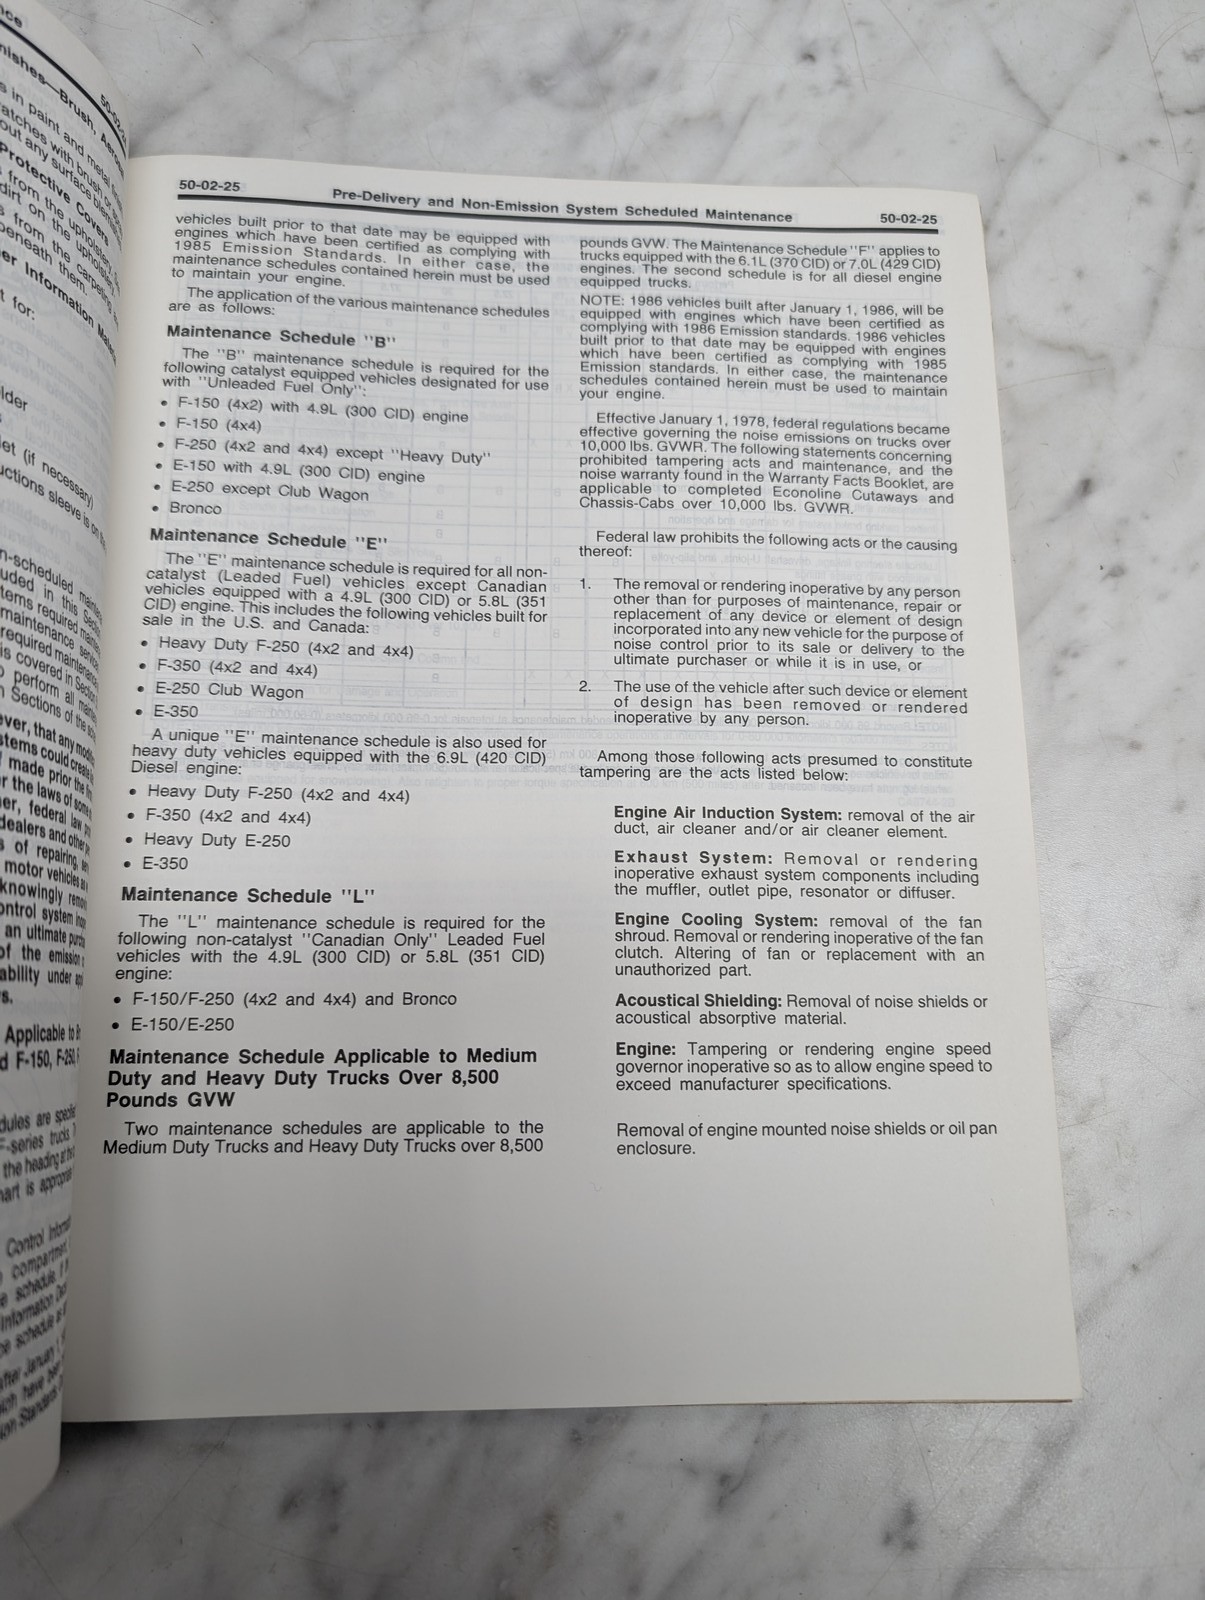 50-02-25
Pre-Delivery and Non-Emission System Scheduled Maintenance
50-02-25
vehicles built prior to that date may be equipped with
engines which have been certified as complying with
1985 Emission Standards. In either case, the
maintenance schedules contained herein must be used
to maintain your engine.
The application of the various maintenance schedules
are as follows:
Maintenance Schedule "B"
The "B" maintenance schedule is required for the
following catalyst equipped vehicles designated for use
with "Unleaded Fuel Only":
• F-150 (4x2) with 4.9L (300 CID) engine
• F-150 (4x4)
• F-250 (4x2 and 4x4) except "Heavy Duty"
• E-150 with 4.9L (300 CID) engine
• E-250 except Club Wagon
• Bronco
Maintenance Schedule "E"
The "E" maintenance schedule is required for all non-
catalyst (Leaded Fuel) vehicles except Canadian
vehicles equipped with a 4.9L (300 CID) or 5.8L (351
CID) engine. This includes the following vehicles built for
sale in the U.S. and Canada:
• Heavy Duty F-250 (4x2 and 4x4)
• F-350 (4x2 and 4x4)
• E-250 Club Wagon
• E-350
A unique "E" maintenance schedule is also used for
heavy duty vehicles equipped with the 6.9L (420 CID)
Diesel engine:
• Heavy Duty F-250 (4x2 and 4x4)
• F-350 (4x2 and 4x4)
• Heavy Duty E-250
• E-350
Maintenance Schedule "L"
The "L" maintenance schedule is required for the
following non-catalyst "Canadian Only" Leaded Fuel
vehicles with the 4.9L (300 CID) or 5.8L (351 CID)
engine:
• F-150/F-250 (4x2 and 4x4) and Bronco
• E-150/E-250
Maintenance Schedule Applicable to Medium
Duty and Heavy Duty Trucks Over 8,500
Pounds GVW
Two maintenance schedules are applicable to the
Medium Duty Trucks and Heavy Duty Trucks over 8,500
pounds GVW. The Maintenance Schedule "F" applies to
trucks equipped with the 6.1L (370 CID) or 7.0L (429 CID)
engines. The second schedule is for all diesel engine
equipped trucks.
NOTE: 1986 vehicles built after January 1, 1986, will be
equipped with engines which have been certified as
complying with 1986 Emission standards. 1986 vehicles
built prior to that date may be equipped with engines
which have been certified as complying with 1985
Emission standards. In either case, the maintenance
schedules contained herein must be used to maintain
your engine.
Effective January 1, 1978, federal regulations became
effective governing the noise emissions on trucks over
10,000 lbs. GVWR. The following statements concerning
prohibited tampering acts and maintenance, and the
noise warranty found in the Warranty Facts Booklet, are
applicable to completed Econoline Cutaways and
Chassis-Cabs over 10,000 lbs. GVWR.
Federal law prohibits the following acts or the causing
thereof:
1. The removal or rendering inoperative by any person
other than for purposes of maintenance, repair or
replacement of any device or element of design
incorporated into any new vehicle for the purpose of
noise control prior to its sale or delivery to the
ultimate purchaser or while it is in use, or
2. The use of the vehicle after such device or element
of design has been removed or rendered
inoperative by any person.
Among those following acts presumed to constitute
tampering are the acts listed below:
Engine Air Induction System: removal of the air
duct, air cleaner and/or air cleaner element.
Exhaust System: Removal or rendering
inoperative exhaust system components including
the muffler, outlet pipe, resonator or diffuser.
Engine Cooling System: removal of the fan
shroud. Removal or rendering inoperative of the fan
clutch. Altering of fan or replacement with an
unauthorized part.
Acoustical Shielding: Removal of noise shields or
acoustical absorptive material.
Engine: Tampering or rendering engine speed
governor inoperative so as to allow engine speed to
exceed manufacturer specifications.
Removal of engine mounted noise shields or oil pan
enclosure.